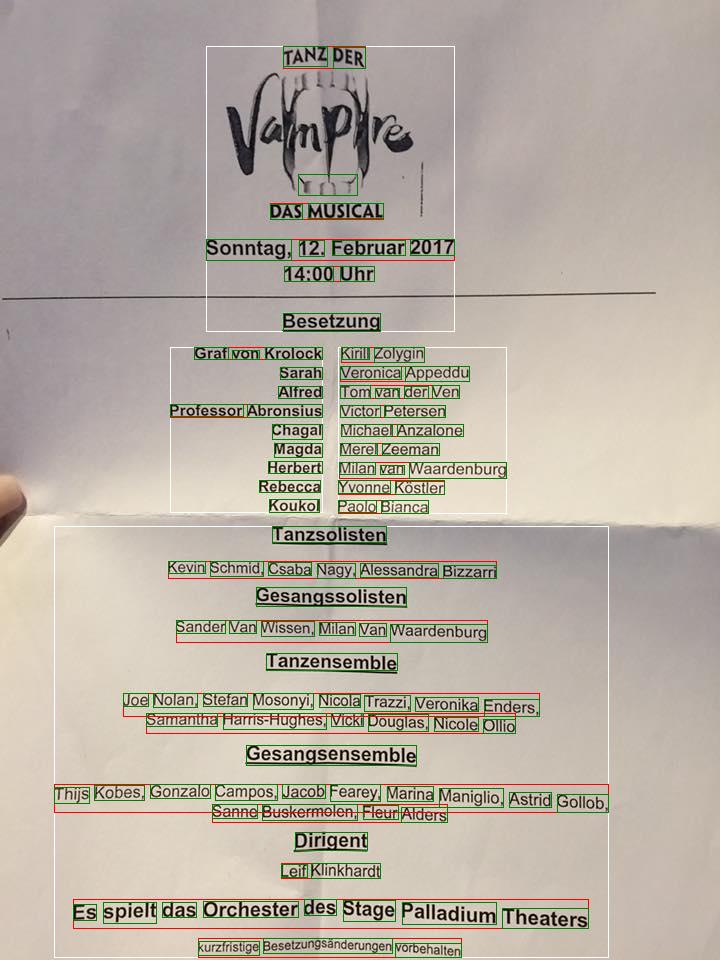 TANZ DER
Vampire
DAS MUSICAL
Sonntag, 12. Februar 2017
14:00 Uhr
Besetzung
Graf von Krolock Kirill Zolygin
Sarah Veronica Appeddu
Alfred Tom van der Ven
Professor Abronsius Victor Petersen
Chagal Michael Anzalone
Magda Merel Zeeman
Herbert Milan van Waardenburg
Rebecca Yvonne Köstler
Koukol Paolo Bianca
Tanzsolisten
Kevin Schmid, Csaba Nagy, Alessandra Bizzarri
Gesangssolisten
Sander Van Wissen, Milan Van Waardenburg
Tanzensemble
Joe Nolan, Stefan Mosonyi, Nicola Trazzi, Veronika Enders,
Samantha Harris-Hughes, Vicki Douglas, Nicole Ollio
Gesangsensemble
Thijs Kobes, Gonzalo Campos, Jacob Fearey, Marina Maniglio, Astrid Gollob,
Sanne Buskermolen, Fleur Alders
Dirigent
Leif Klinkhardt
Es spielt das Orchester des Stage Palladium Theaters
kurzfristige Besetzungsänderungen vorbehalten